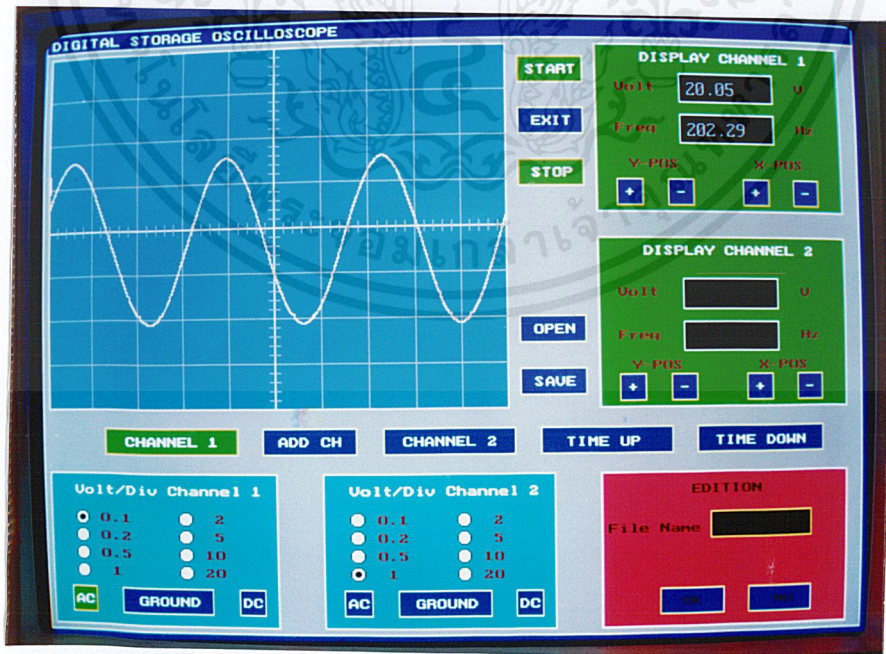 DIGITAL STORAGE OSCILLOSCOPE
START
EXIT
STOP
OPEN
SAVE
DISPLAY CHANNEL 1
Volt 20.05 V
Freq 202.29 Hz
Y-POS X-POS
+ - + -
DISPLAY CHANNEL 2
Volt V
Freq Hz
Y-POS X-POS
+ - + -
CHANNEL 1 ADD CH CHANNEL 2 TIME UP TIME DOWN
Volt/Div Channel 1
0.1 2
0.2 5
0.5 10
1 20
AC GROUND DC
Volt/Div Channel 2
0.1 2
0.2 5
0.5 10
1 20
AC GROUND DC
EDITION
File Name
OK